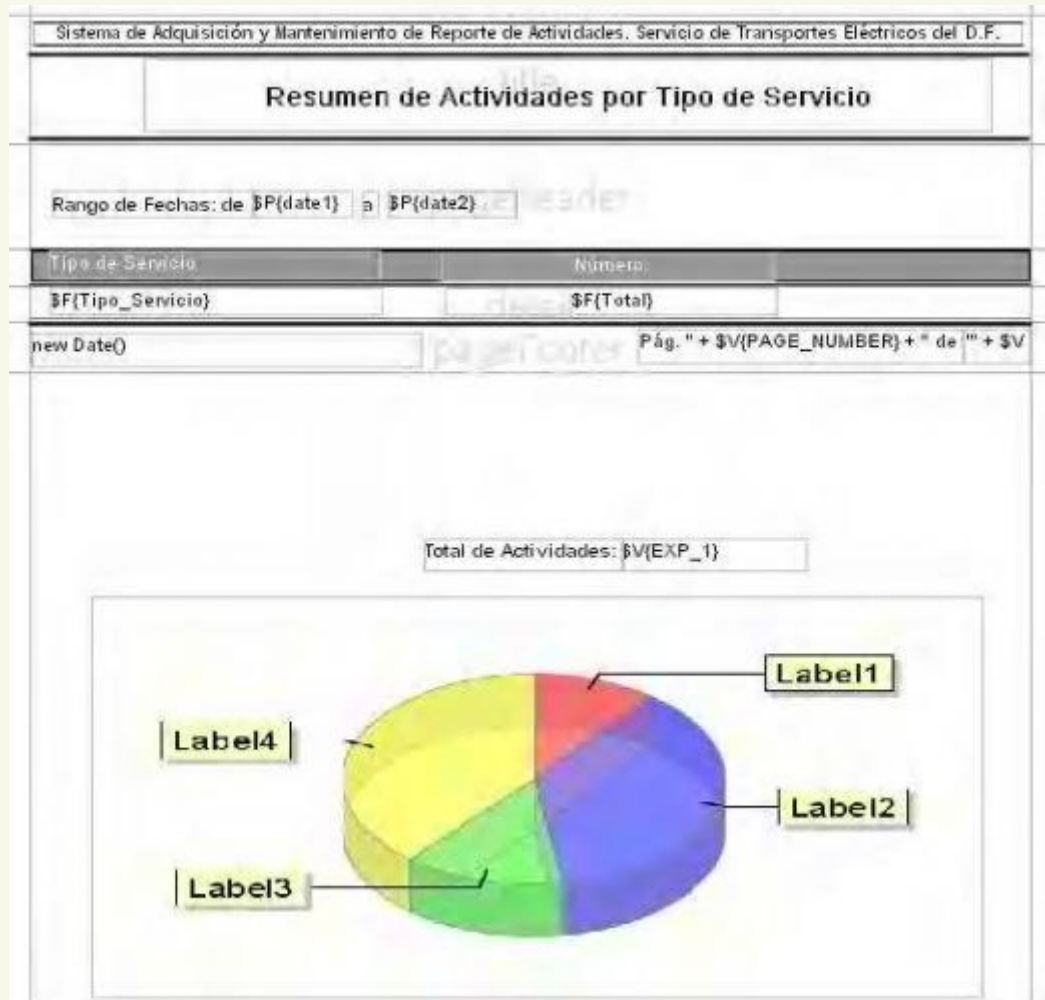 Sistema de Adquisición y Mantenimiento de Reporte de Actividades. Servicio de Transportes Eléctricos del D.F.
title
Resumen de Actividades por Tipo de Servicio
Rango de Fechas: de $P{date1} a $P{date2}
Tipo de Servicio Número
$F{Tipo_Servicio} $F{Total}
new Date() pageFooter Pág. " + $V{PAGE_NUMBER} + " de "" + $V
Total de Actividades: $V{EXP_1}
Label1
Label4
Label2
Label3